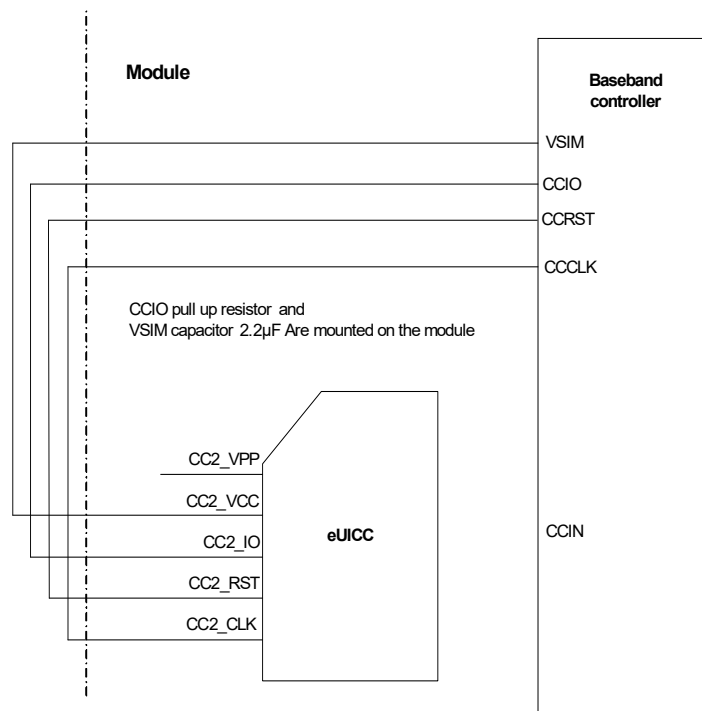 Module
Baseband
controller
VSIM
CCIO
CCRST
CCCLK
CCIO pull up resistor and
VSIM capacitor 2.2µF Are mounted on the module
CC2_VPP
CC2_VCC
CC2_IO
CC2_RST
CC2_CLK
eUICC
CCIN